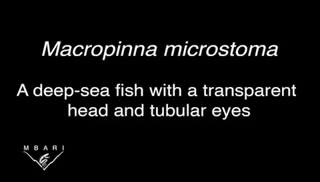 Macropinna microstoma
A deep-sea fish with a transparent
head and tubular eyes
MBARI